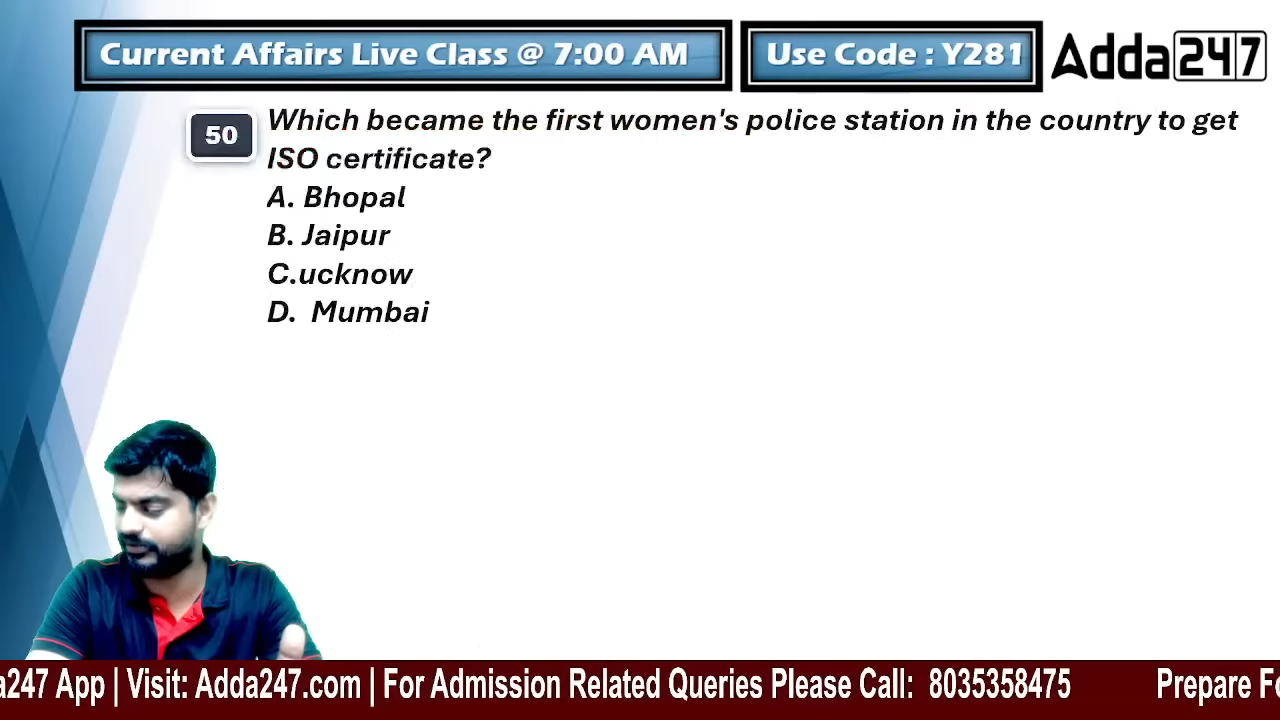 Current Affairs Live Class @ 7:00 AM
Use Code : Y281
Adda247
50
Which became the first women's police station in the country to get
ISO certificate?
A. Bhopal
B. Jaipur
C.ucknow
D. Mumbai
a247 App | Visit: Adda247.com | For Admission Related Queries Please Call: 8035358475 Prepare Fo